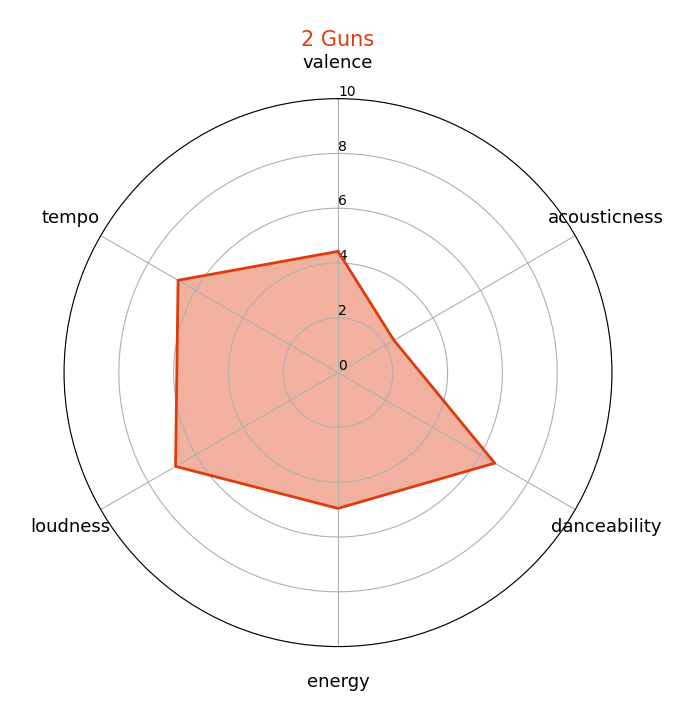 2 Guns
valence
10
8
tempo
6
acousticness
4
2
0
loudness
danceability
energy